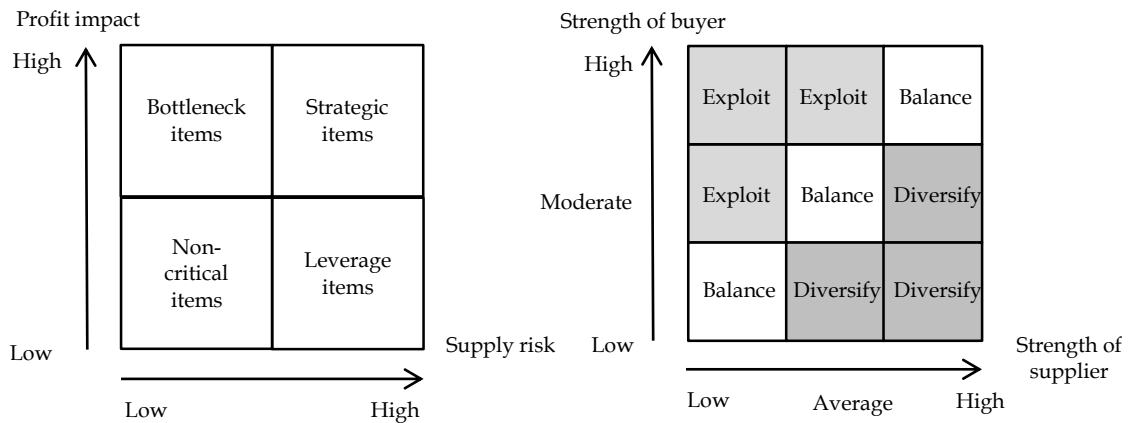 Profit impact
High
Bottleneck
items
Strategic
items
Non-
critical
items
Leverage
items
Low
Supply risk
Low
High
Strength of buyer
High
Exploit
Exploit
Balance
Moderate
Exploit
Balance
Diversify
Balance
Diversify
Diversify
Low
Strength of
supplier
Low
Average
High